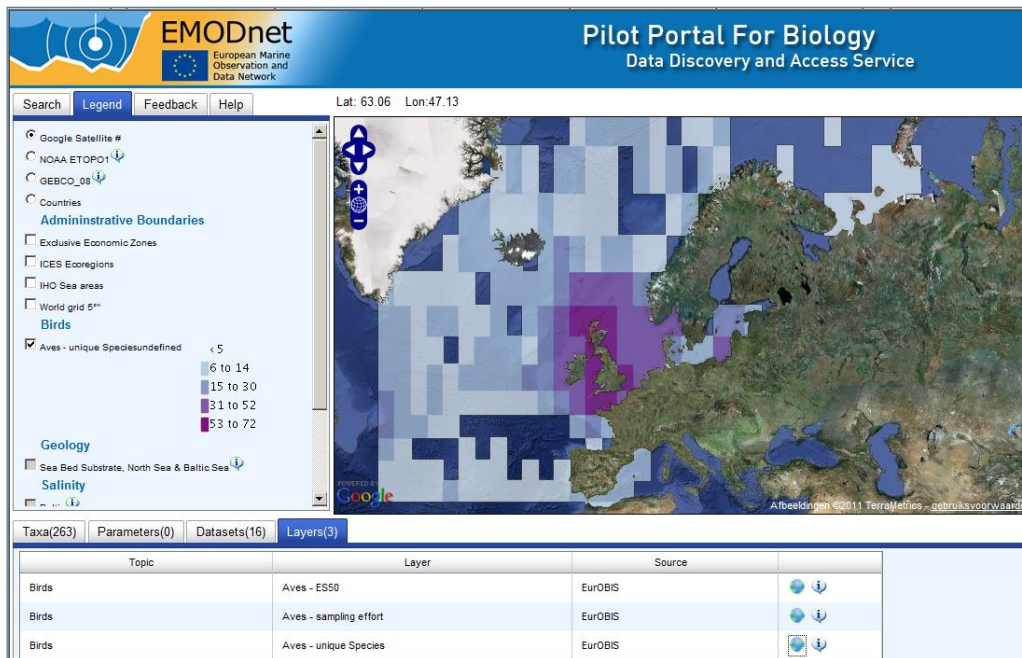 EMODnet
European Marine
Observation and
Data Network
Pilot Portal For Biology
Data Discovery and Access Service
Search Legend Feedback Help
Lat: 63.06 Lon:47.13
Google Satellite #
NOAA ETOPO1
GEBCO_08
Countries
Admininstrative Boundaries
Exclusive Economic Zones
ICES Ecoregions
IHO Sea areas
World grid 5°
Birds
Aves - unique Speciesundefined
< 5
6 to 14
15 to 30
31 to 52
53 to 72
Geology
Sea Bed Substrate, North Sea & Baltic Sea
Salinity
POWERED BY
Google
Afbeeldingen ©2011 TerraMetrics - gebruiksvoorwaarde
Taxa(263) Parameters(0) Datasets(16) Layers(3)
Topic Layer Source
Birds Aves - ES50 EurOBIS
Birds Aves - sampling effort EurOBIS
Birds Aves - unique Species EurOBIS